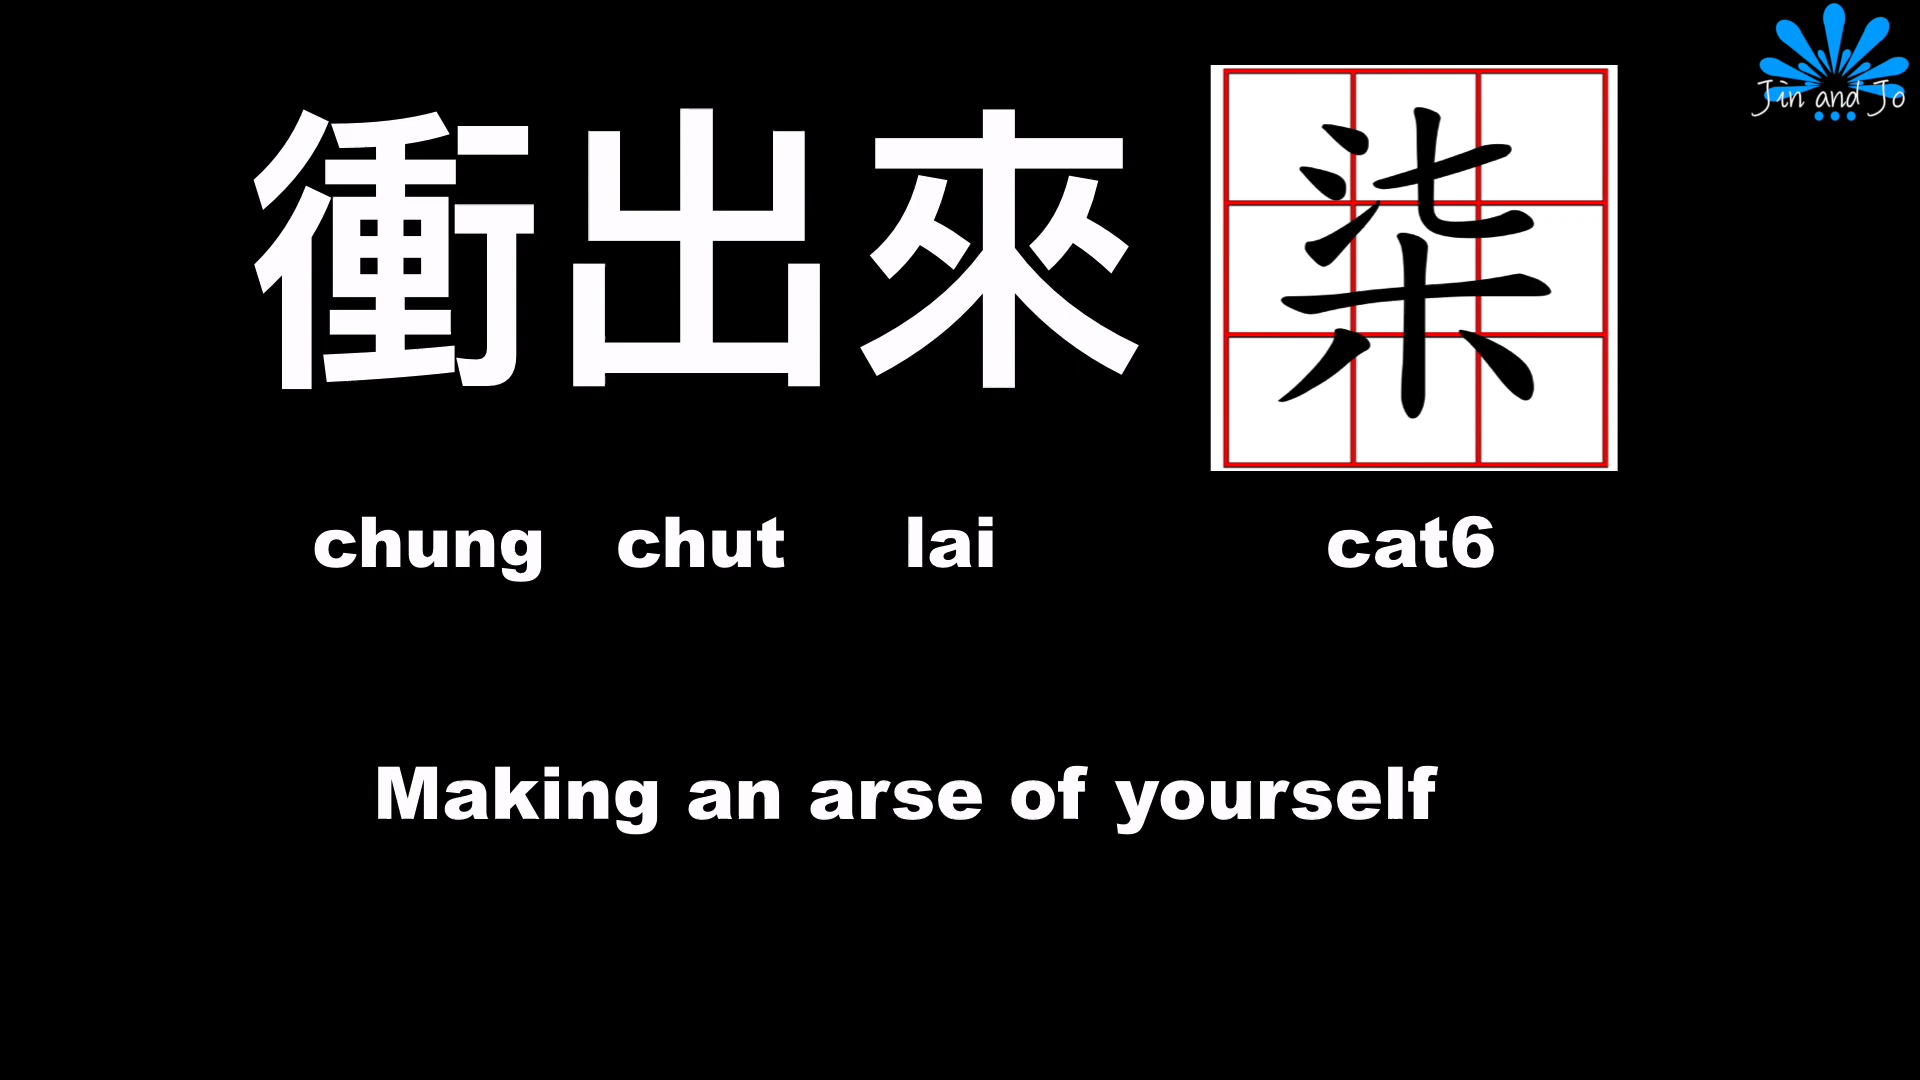 Jin and Jo
衝出來柒
chung chut lai cat6
Making an arse of yourself